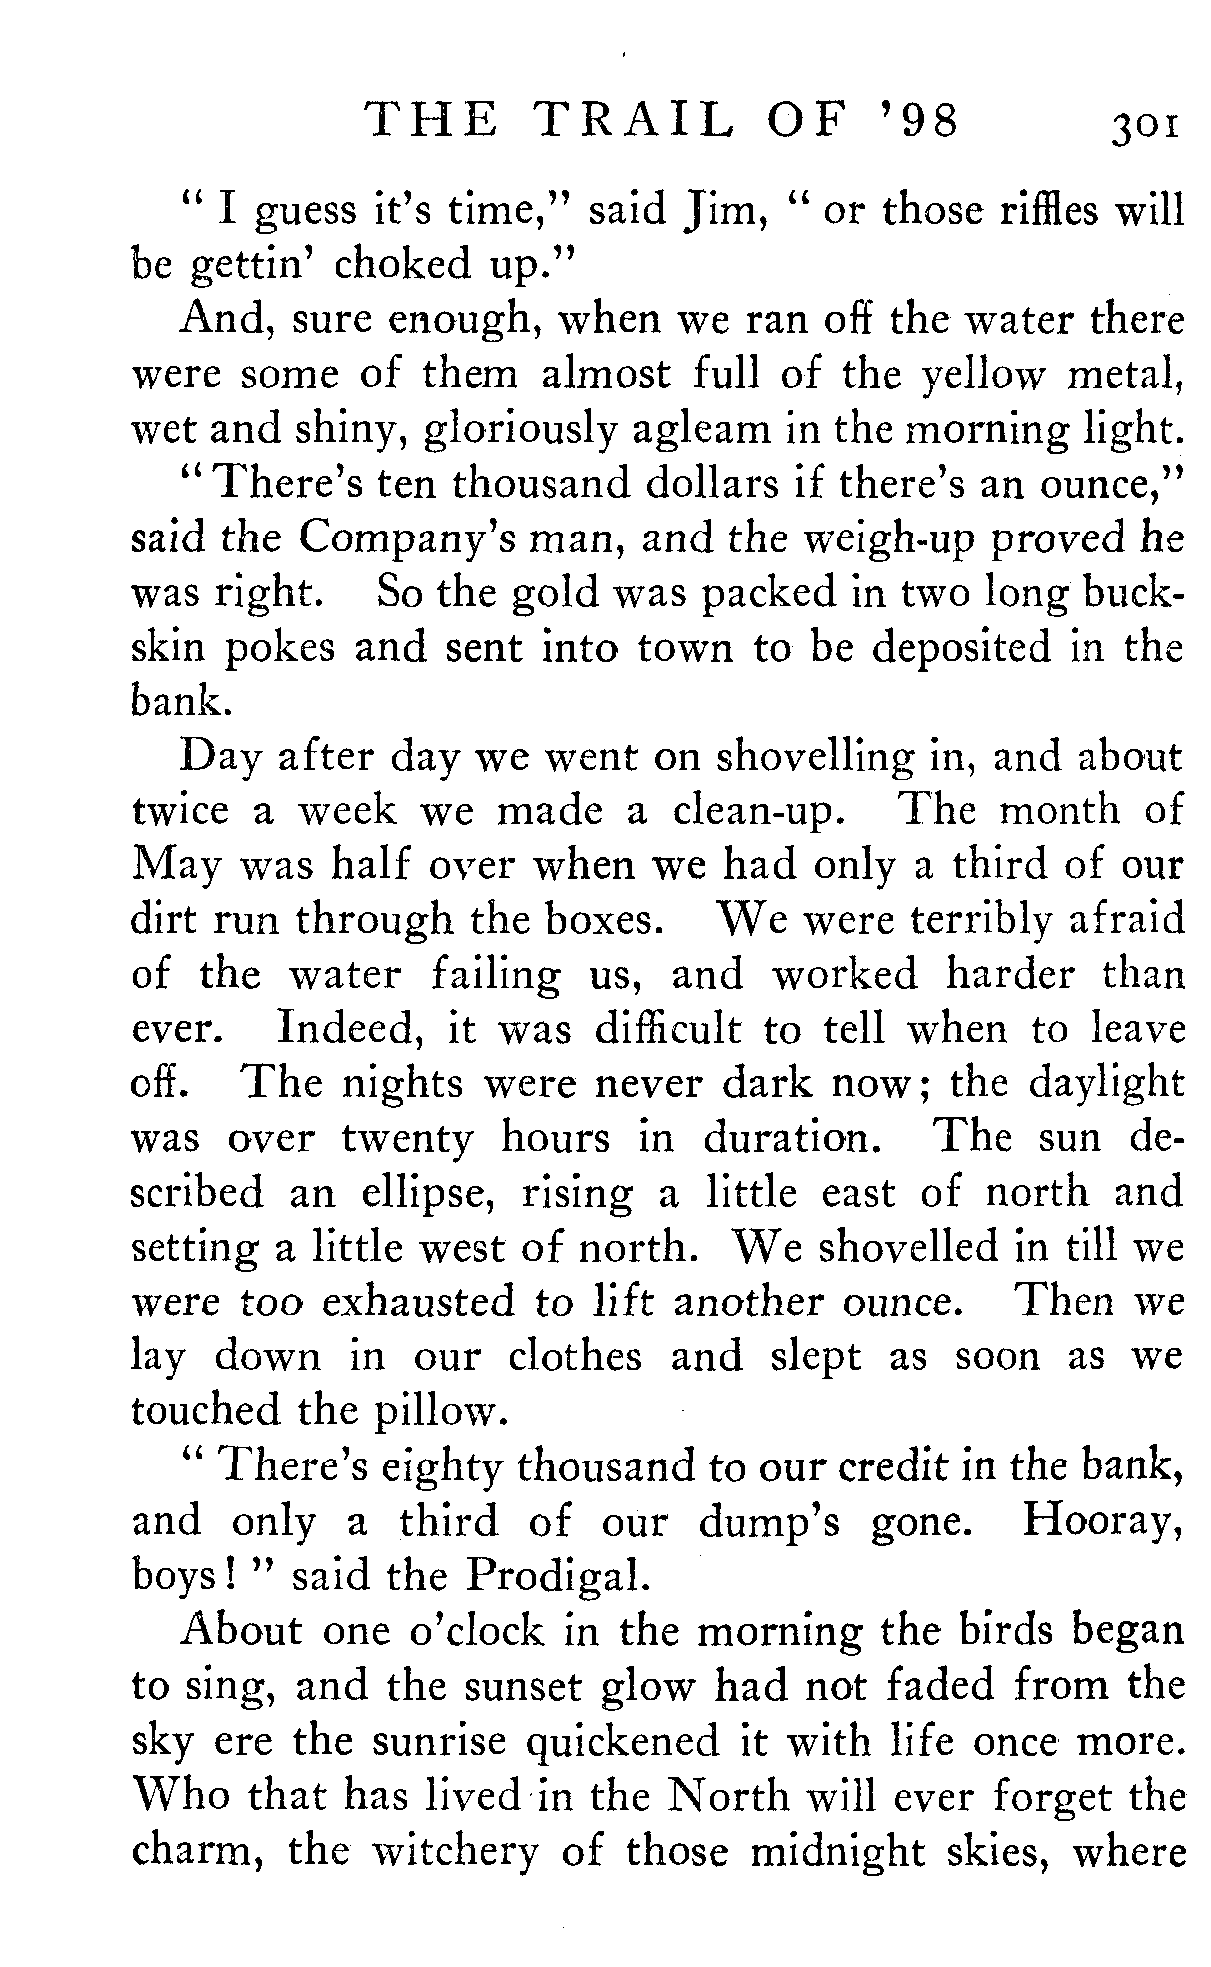 THE TRAIL OF '98 301
" I guess it's time," said Jim, " or those riffles will
be gettin' choked up."
And, sure enough, when we ran off the water there
were some of them almost full of the yellow metal,
wet and shiny, gloriously agleam in the morning light.
" There's ten thousand dollars if there's an ounce,"
said the Company's man, and the weigh-up proved he
was right. So the gold was packed in two long buck-
skin pokes and sent into town to be deposited in the
bank.
Day after day we went on shovelling in, and about
twice a week we made a clean-up. The month of
May was half over when we had only a third of our
dirt run through the boxes. We were terribly afraid
of the water failing us, and worked harder than
ever. Indeed, it was difficult to tell when to leave
off. The nights were never dark now; the daylight
was over twenty hours in duration. The sun de-
scribed an ellipse, rising a little east of north and
setting a little west of north. We shovelled in till we
were too exhausted to lift another ounce. Then we
lay down in our clothes and slept as soon as we
touched the pillow.
" There's eighty thousand to our credit in the bank,
and only a third of our dump's gone. Hooray,
boys! " said the Prodigal.
About one o'clock in the morning the birds began
to sing, and the sunset glow had not faded from the
sky ere the sunrise quickened it with life once more.
Who that has lived in the North will ever forget the
charm, the witchery of those midnight skies, where